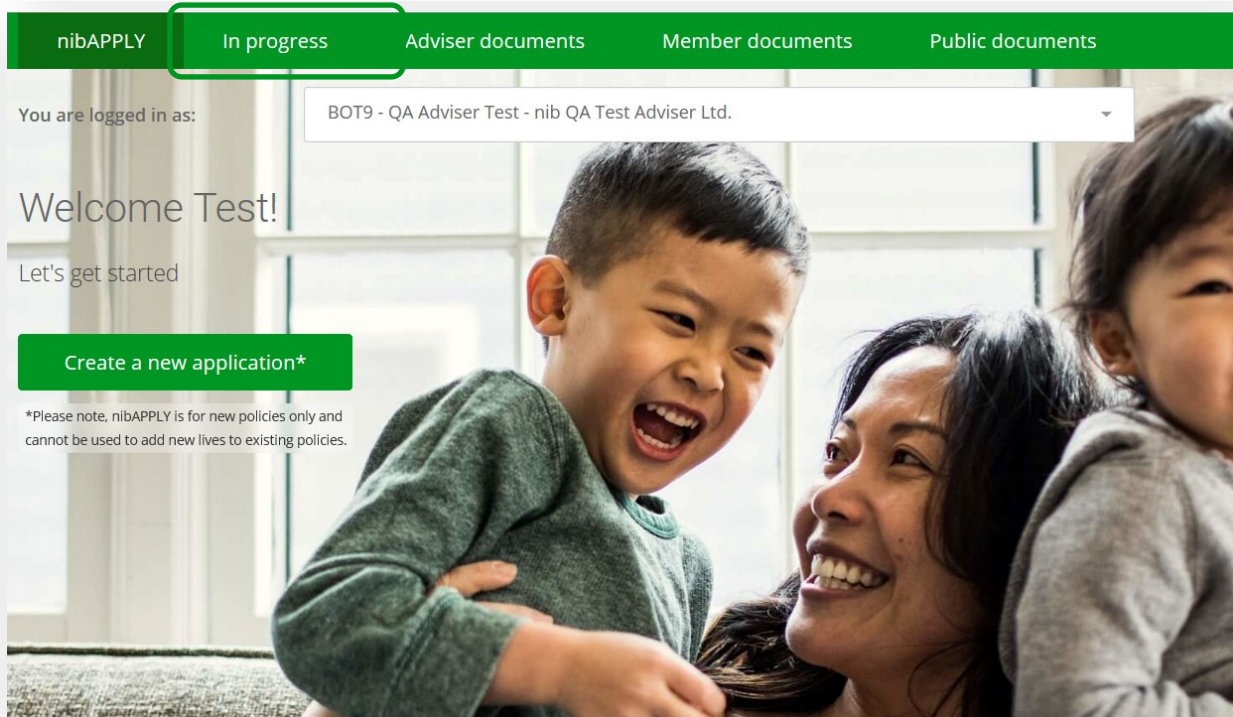 nibAPPLY In progress Adviser documents Member documents Public documents
You are logged in as: BOT9 - QA Adviser Test - nib QA Test Adviser Ltd.
Welcome Test!
Let's get started
Create a new application*
*Please note, nibAPPLY is for new policies only and
cannot be used to add new lives to existing policies.